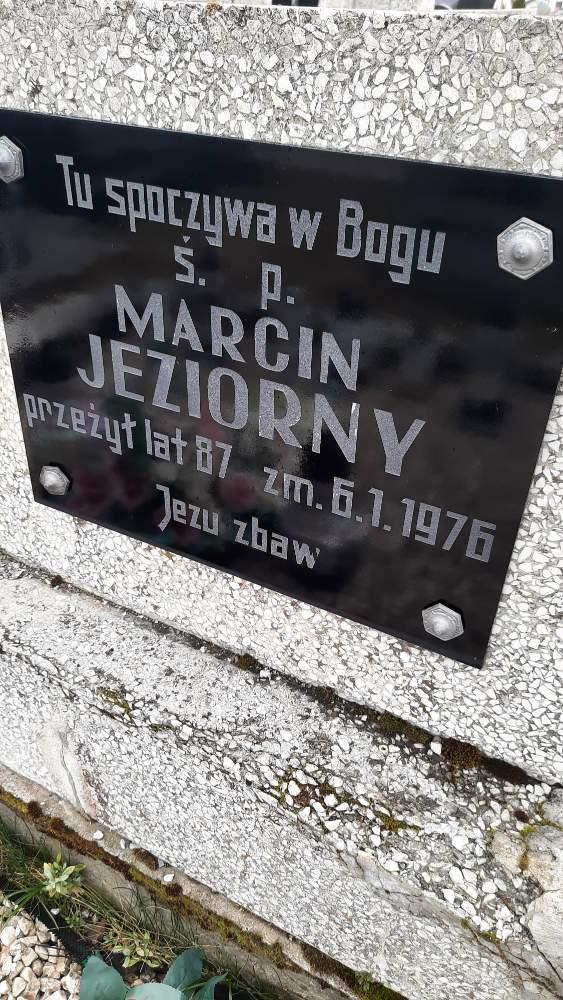 Tu spoczywa w Bogu
ś. p.
MARCIN
JEZIORNY
przeżył lat 87 zm. 6.1.1976
Jezu zbaw